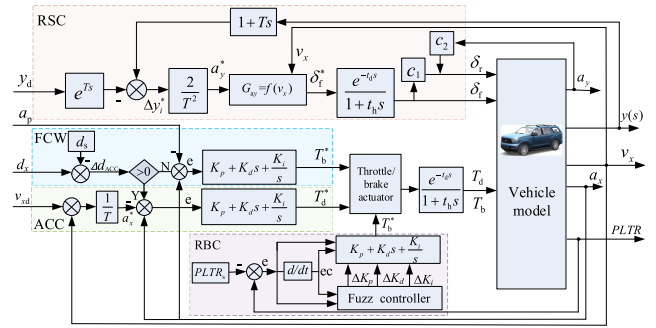 RSC
1+Ts
y_d
e^{Ts}
-
Δy_i^*
2
T^2
a_y^*
v_x
G_{ay}=f(v_x)
δ_f^*
e^{-t_d s}
1+t_h s
c_1
c_2
δ_r
δ_f
a_y
y(s)
v_x
a_x
PLTR
Vehicle
model
a_p
FCW
d_s
-
d_x
Δd_{ACC}
>0
N
Y
-
e
K_p+K_d s+K_i
s
T_b^*
v_{xd}
ACC
1
T
a_x^*
-
e
K_p+K_d s+K_i
s
T_d^*
Throttle/
brake
actuator
e^{-t_d s}
1+t_h s
T_d
T_b
T_b^*
RBC
PLTR_s
-
e
d/dt
ec
K_p+K_d s+K_i
s
ΔK_p
ΔK_d
ΔK_i
Fuzz controller